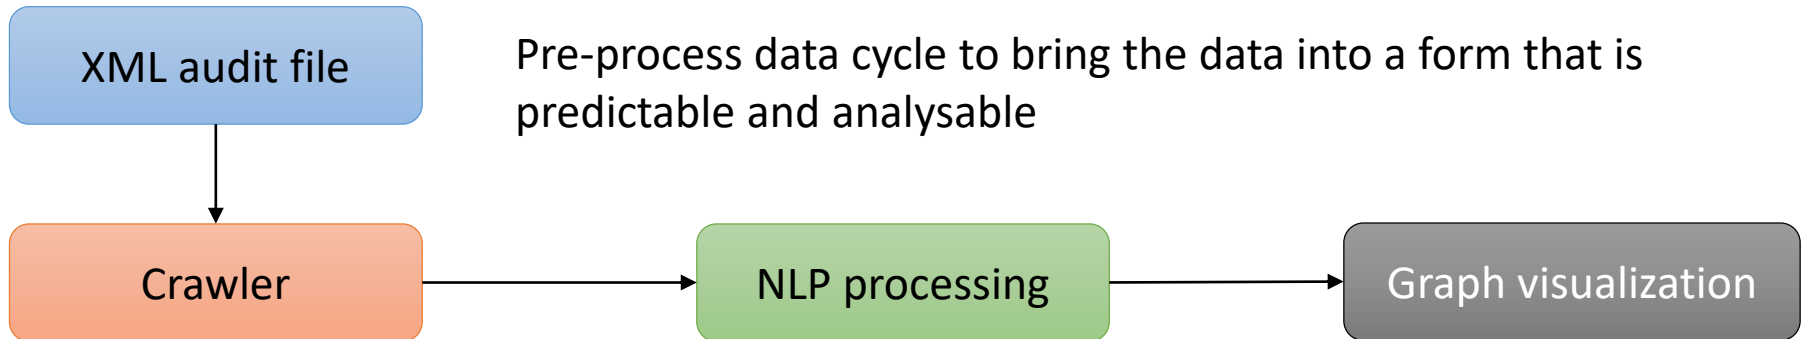 XML audit file
Pre-process data cycle to bring the data into a form that is
predictable and analysable
Crawler
NLP processing
Graph visualization